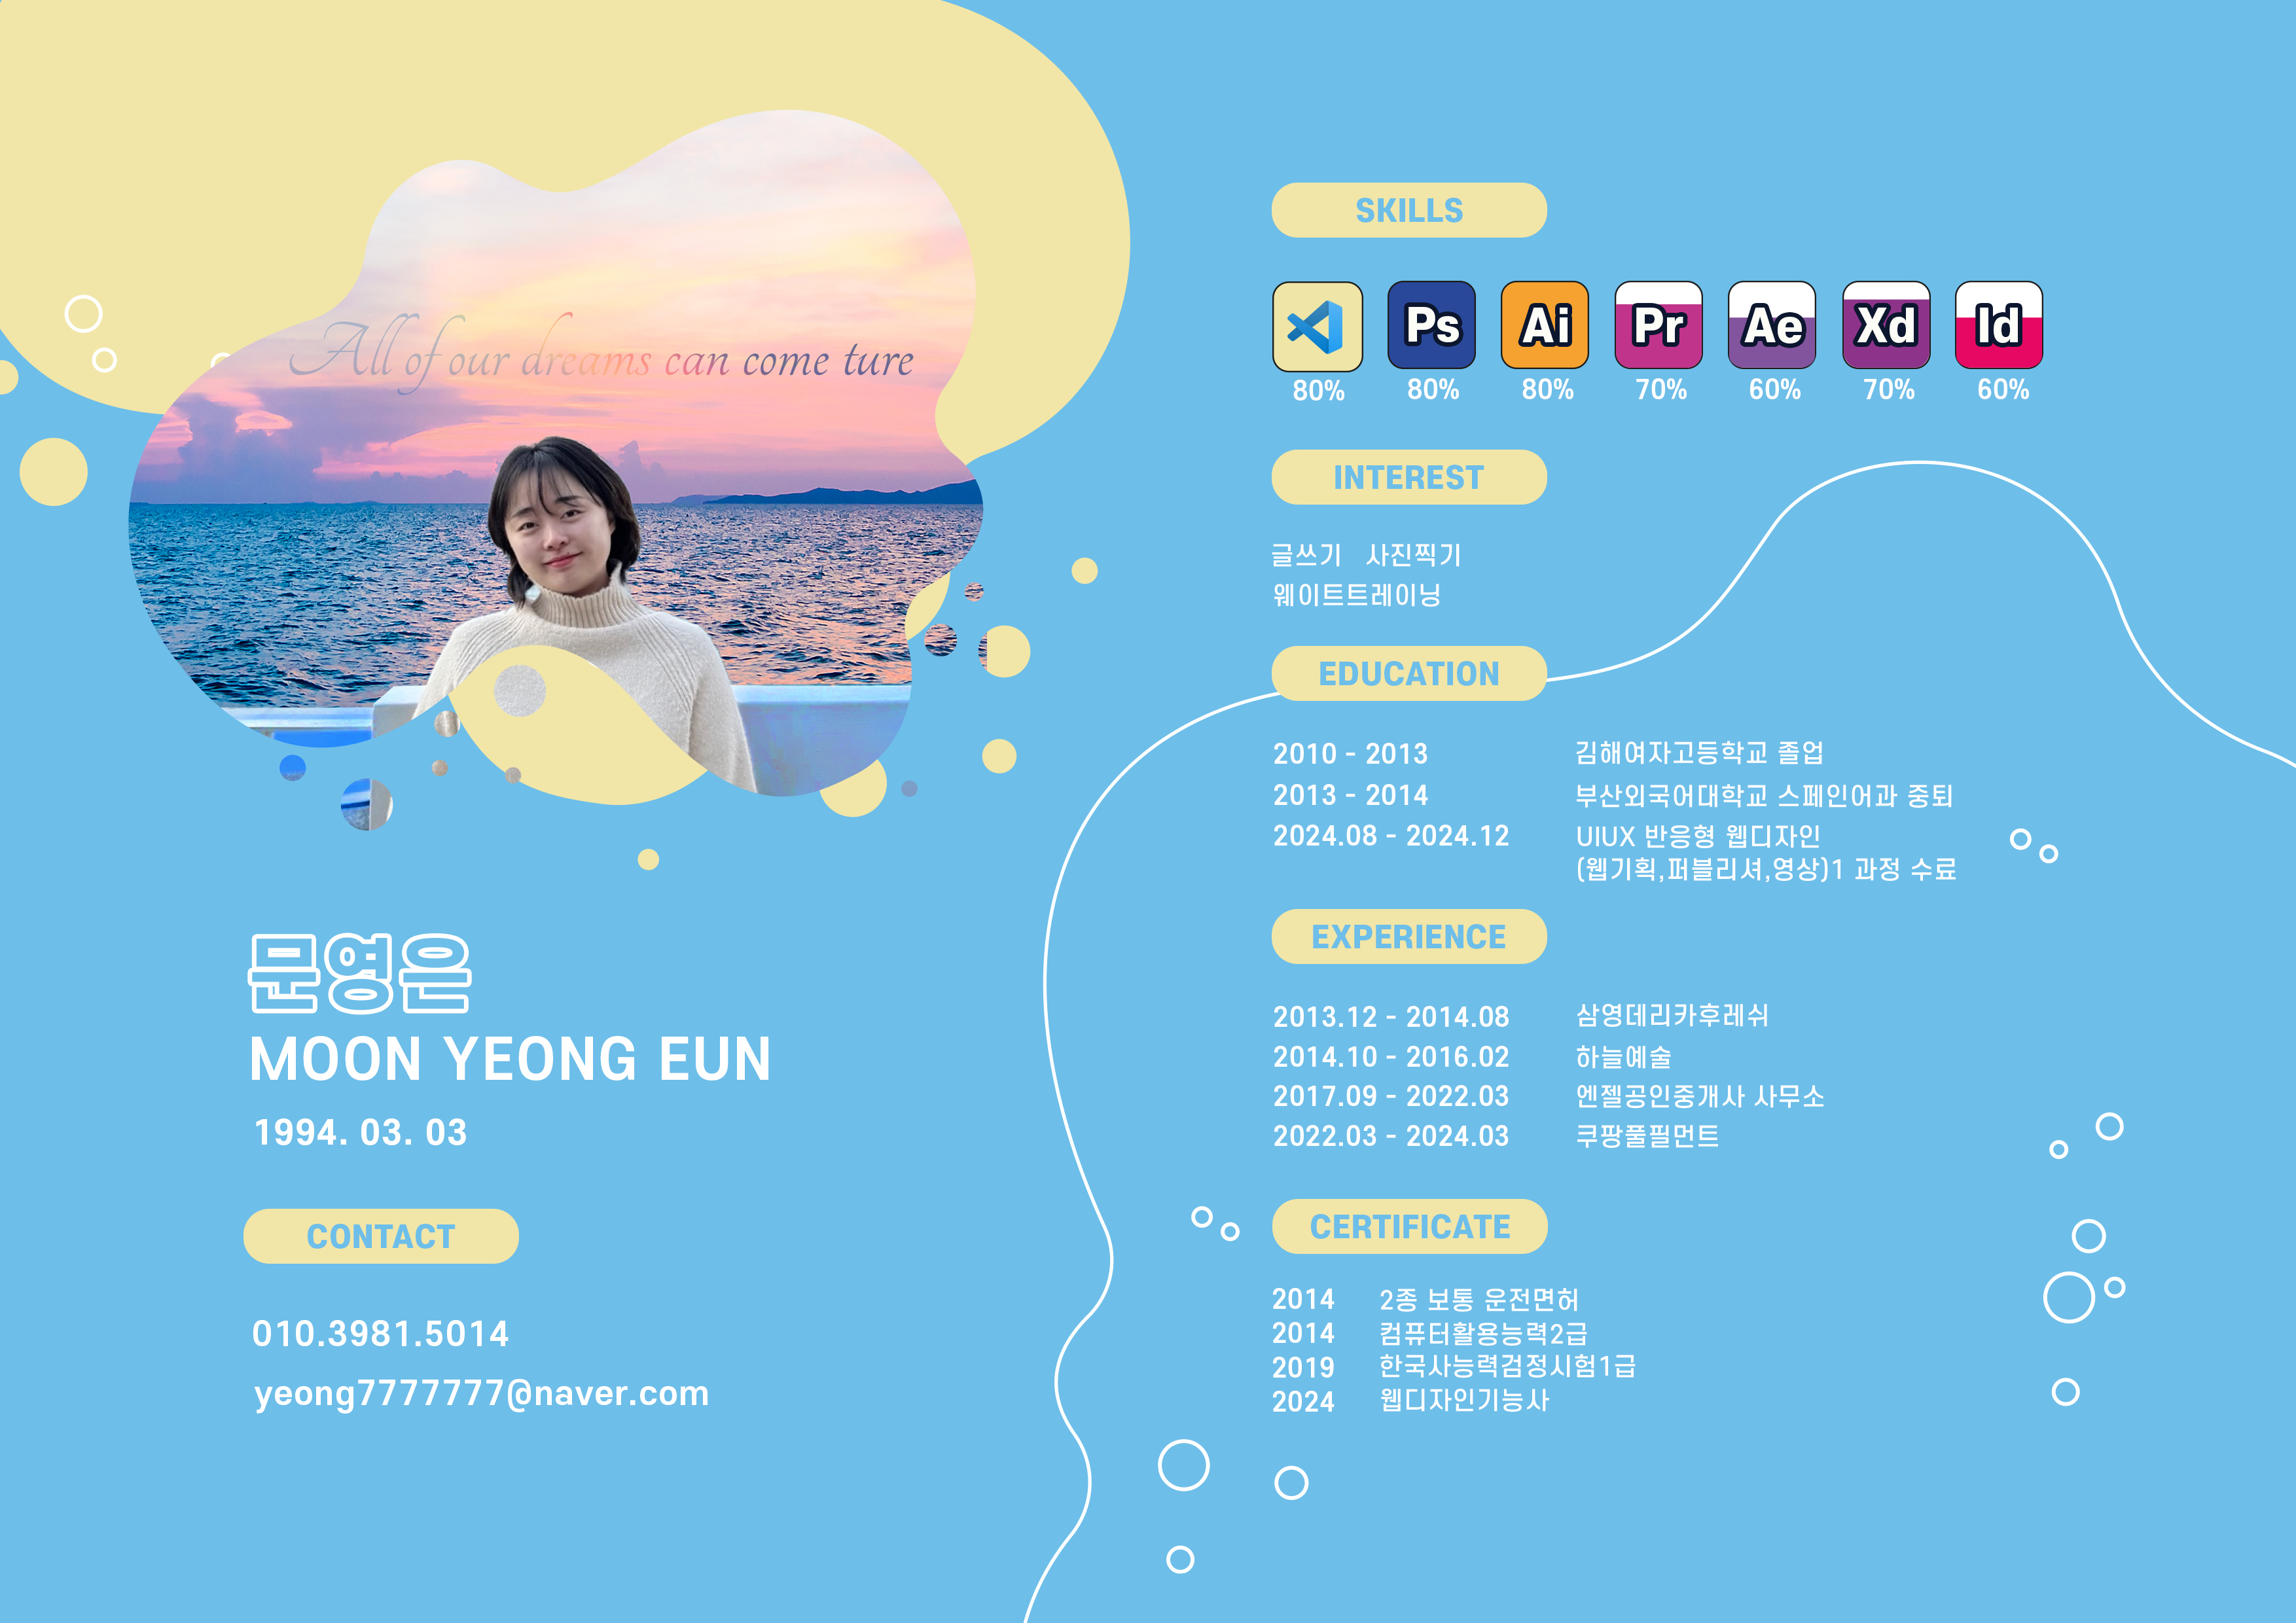 All of our dreams can come ture
문영은
MOON YEONG EUN
1994. 03. 03
CONTACT
010.3981.5014
yeong7777777@naver.com
SKILLS
Ps Ai Pr Ae Xd Id
80% 80% 80% 70% 60% 70% 60%
INTEREST
글쓰기 사진찍기
웨이트트레이닝
EDUCATION
2010 - 2013 김해여자고등학교 졸업
2013 - 2014 부산외국어대학교 스페인어과 중퇴
2024.08 - 2024.12 UIUX 반응형 웹디자인
(웹기획,퍼블리셔,영상)1 과정 수료
EXPERIENCE
2013.12 - 2014.08 삼영데리카후레쉬
2014.10 - 2016.02 하늘예술
2017.09 - 2022.03 엔젤공인중개사 사무소
2022.03 - 2024.03 쿠팡풀필먼트
CERTIFICATE
2014 2종 보통 운전면허
2014 컴퓨터활용능력2급
2019 한국사능력검정시험1급
2024 웹디자인기능사